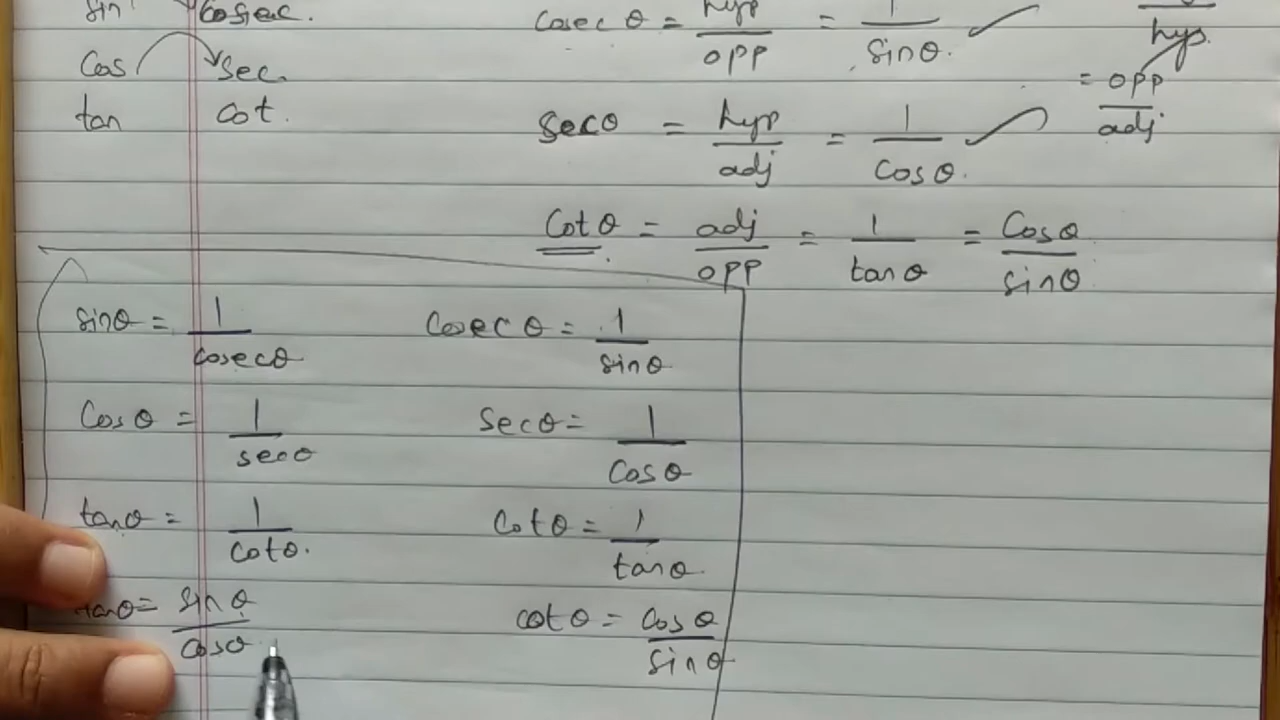 sin cosec.
cos sec.
tan cot.
cosec θ = hyp/opp = 1/sinθ.
hyp.
= opp/adj
secθ = hyp/adj = 1/cosθ.
cotθ = adj/opp = 1/tanθ = cosθ/sinθ
sinθ = 1/cosecθ cosec θ = 1/sinθ
cosθ = 1/secθ secθ = 1/cosθ
tanθ = 1/cotθ. cotθ = 1/tanθ
tanθ = sinθ/cosθ cotθ = cosθ/sinθ